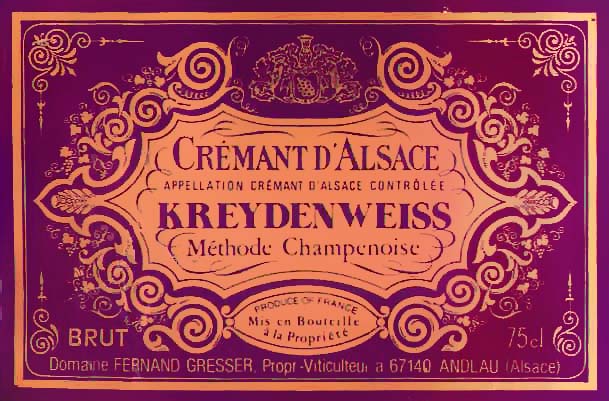 CRÉMANT D'ALSACE
APPELLATION CRÉMANT D'ALSACE CONTRÔLÉE
KREYDENWEISS
Méthode Champenoise
PRODUCE OF FRANCE
Mis en Bouteille
à la Propriété
BRUT
75cl
Domaine FERNAND GRESSER, Propr-Viticulteur a 67140 ANDLAU (Alsace)